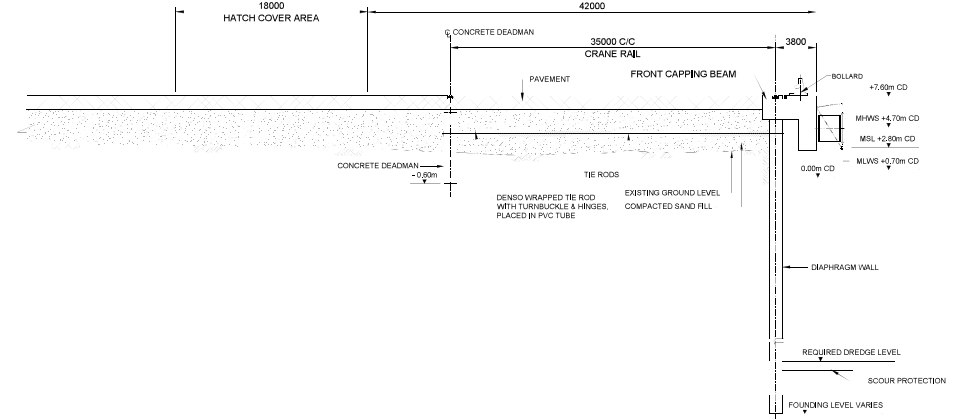 18000
HATCH COVER AREA
42000
℄ CONCRETE DEADMAN
35000 C/C
CRANE RAIL
3800
PAVEMENT
FRONT CAPPING BEAM
BOLLARD
+7.60m CD
MHWS +4.70m CD
MSL +2.80m CD
MLWS +0.70m CD
0.00m CD
CONCRETE DEADMAN
- 0.60m
TIE RODS
DENSO WRAPPED TIE ROD
WITH TURNBUCKLE & HINGES,
PLACED IN PVC TUBE
EXISTING GROUND LEVEL
COMPACTED SAND FILL
DIAPHRAGM WALL
REQUIRED DREDGE LEVEL
SCOUR PROTECTION
FOUNDING LEVEL VARIES